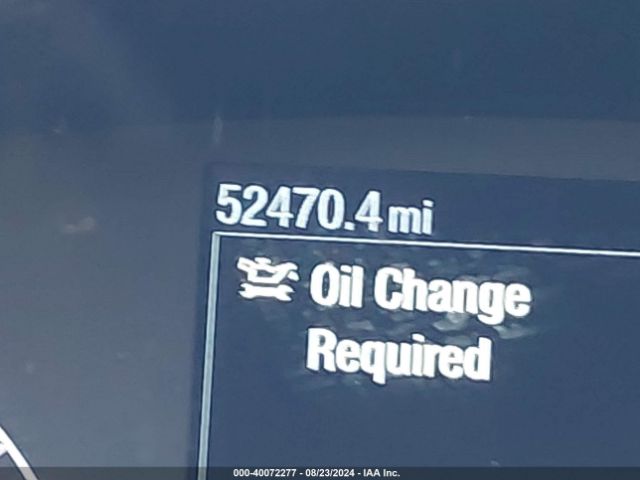 52470.4 mi
Oil Change
Required
000-40072277 - 08/23/2024 - IAA Inc.